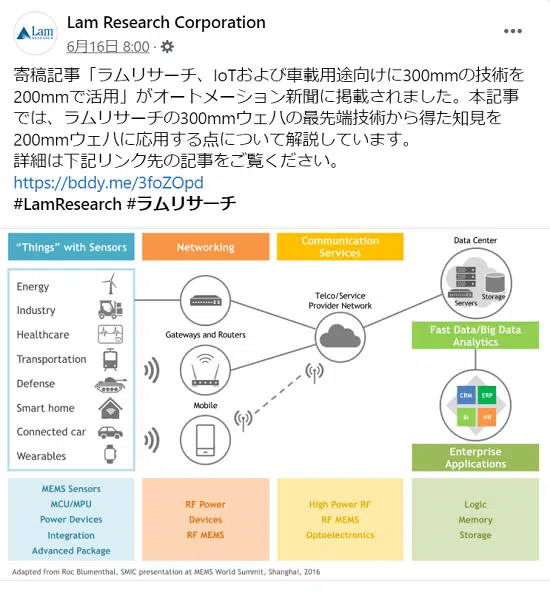 Lam Research Corporation
6月16日 8:00
寄稿記事「ラムリサーチ、IoTおよび車載用途向けに300mmの技術を
200mmで活用」がオートメーション新聞に掲載されました。本記事
では、ラムリサーチの300mmウェハの最先端技術から得た知見を
200mmウェハに応用する点について解説しています。
詳細は下記リンク先の記事をご覧ください。
https://bddy.me/3foZOpd
#LamResearch #ラムリサーチ
Lam
RESEARCH
"Things" with Sensors
Energy
Industry
Healthcare
Transportation
Defense
Smart home
Connected car
Wearables
MEMS Sensors
MCU/MPU
Power Devices
Integration
Advanced Package
Networking
Gateways and Routers
Mobile
RF Power
Devices
RF MEMS
Communication
Services
Telco/Service
Provider Network
High Power RF
RF MEMS
Optoelectronics
Data Center
Servers
Storage
Fast Data/Big Data
Analytics
CRM
ERP
BI
HR
Enterprise
Applications
Logic
Memory
Storage
Adapted from Roc Blumenthal, SMIC presentation at MEMS World Summit, Shanghai, 2016